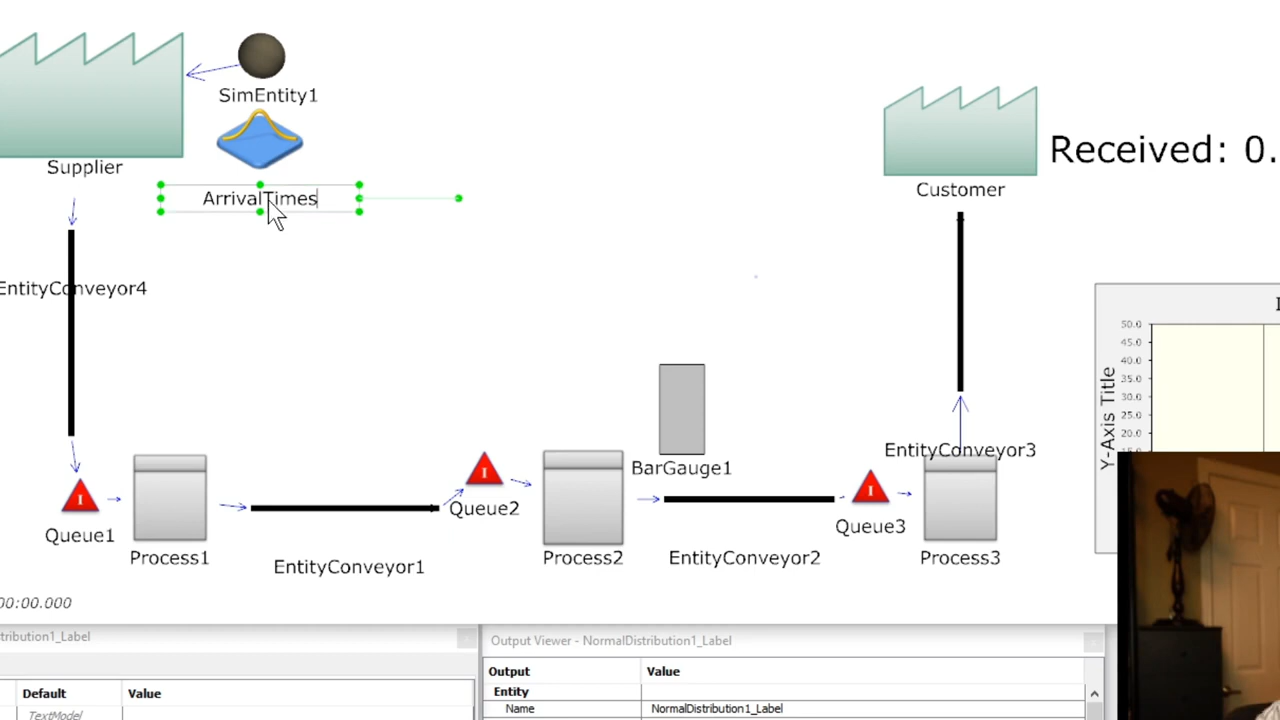 SimEntity1
Supplier
ArrivalTimes
Customer
Received: 0.
EntityConveyor4
50.0
45.0
40.0
35.0
30.0
25.0
20.0
Y-Axis Title
BarGauge1
EntityConveyor3
I
I
I
Queue1
Process1
Queue2
Process2
Queue3
Process3
EntityConveyor1
EntityConveyor2
00:00.000
tribution1_Label
Output Viewer - NormalDistribution1_Label
Default Value
TextModel
Output Value
Entity
Name NormalDistribution1_Label